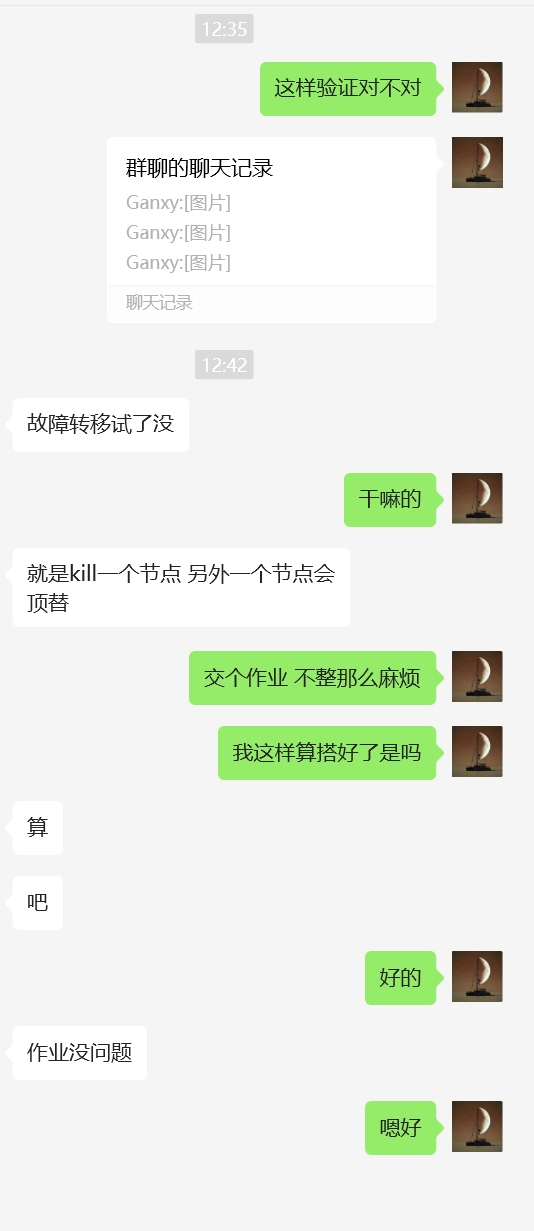 12:35
这样验证对不对
群聊的聊天记录
Ganxy:[图片]
Ganxy:[图片]
Ganxy:[图片]
聊天记录
12:42
故障转移试了没
干嘛的
就是kill一个节点 另外一个节点会
顶替
交个作业 不整那么麻烦
我这样算搭好了是吗
算
吧
好的
作业没问题
嗯好